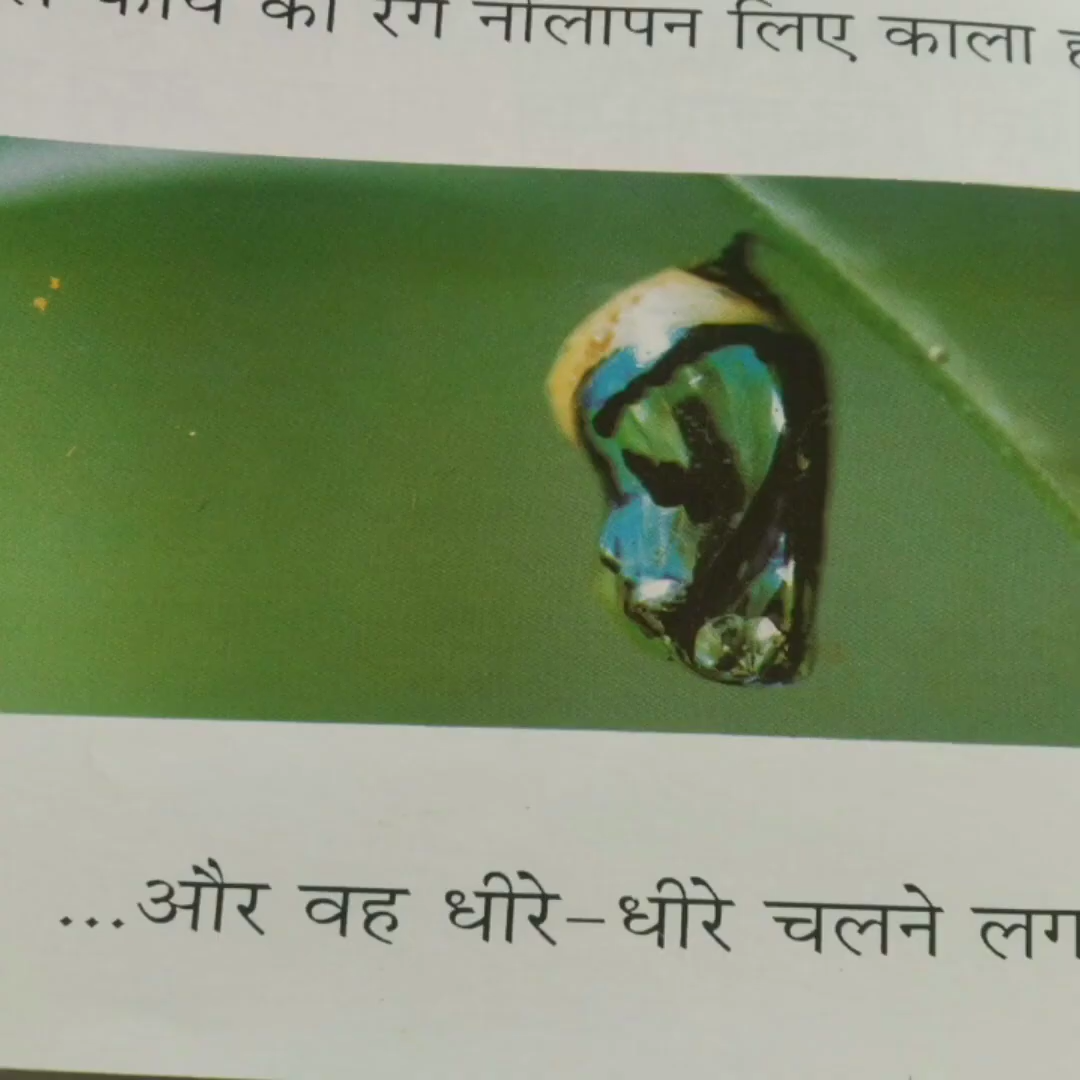 का रंग नीलापन लिए काला
...और वह धीरे-धीरे चलने